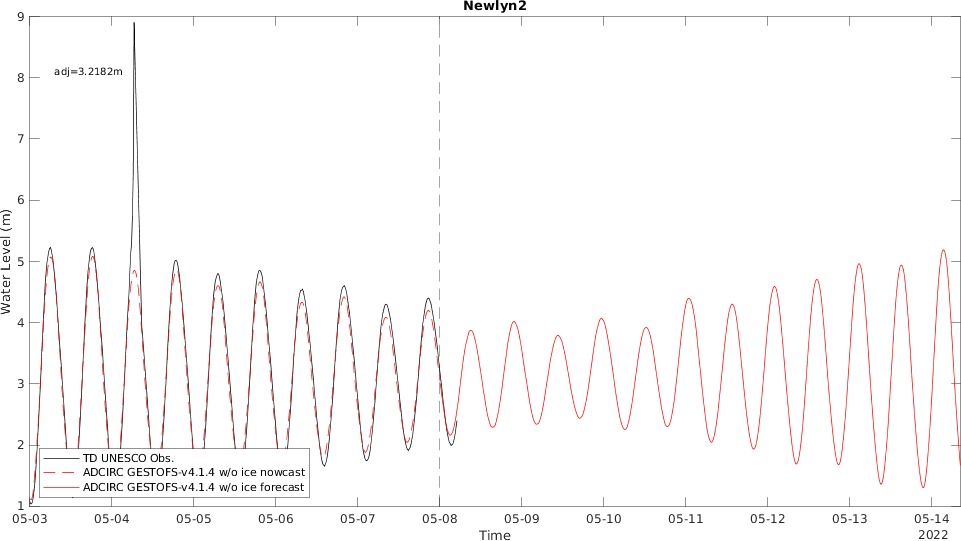 Newlyn2
9
8
7
6
5
4
3
2
1
Water Level (m)
adj=3.2182m
TD UNESCO Obs.
ADCIRC GESTOFS-v4.1.4 w/o ice nowcast
ADCIRC GESTOFS-v4.1.4 w/o ice forecast
05-03 05-04 05-05 05-06 05-07 05-08 05-09 05-10 05-11 05-12 05-13 05-14
Time
2022